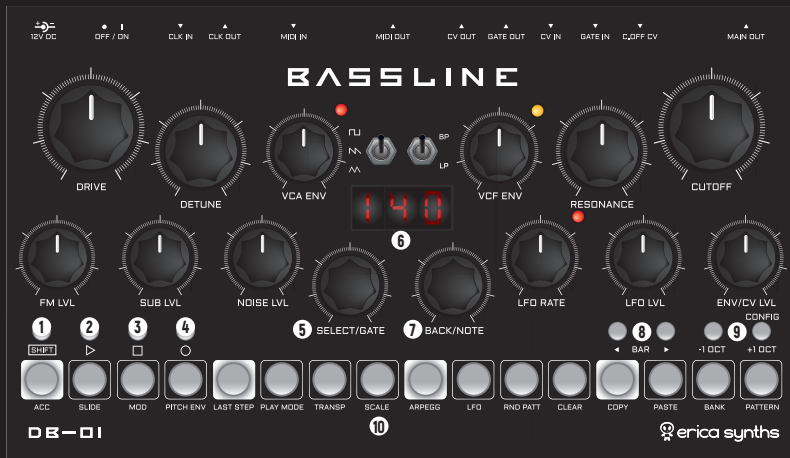 12V DC OFF / ON CLK IN CLK OUT MIDI IN MIDI OUT CV OUT GATE OUT CV IN GATE IN C.OFF CV MAIN OUT
BASSLINE
BP
LP
DRIVE DETUNE VCA ENV VCF ENV RESONANCE CUTOFF
140
6
FM LVL SUB LVL NOISE LVL LFO RATE LFO LVL ENV/CV LVL
CONFIG
1 2 3 4 5 SELECT/GATE 7 BACK/NOTE 8 9
SHIFT BAR -1 OCT +1 OCT
ACC SLIDE MOD PITCH ENV LAST STEP PLAY MODE TRANSP SCALE ARPEGG LFO RND PATT CLEAR COPY PASTE BANK PATTERN
10
DB-01 erica synths